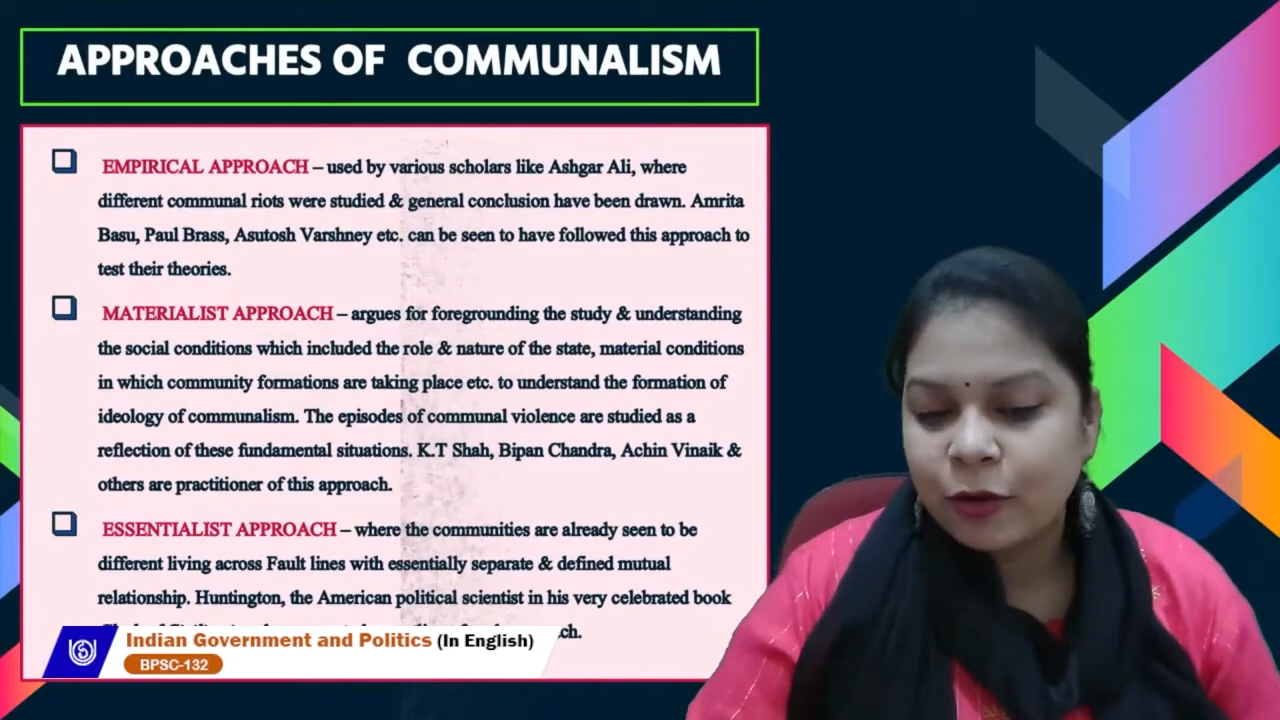 APPROACHES OF COMMUNALISM
EMPIRICAL APPROACH – used by various scholars like Ashgar Ali, where
different communal riots were studied & general conclusion have been drawn. Amrita
Basu, Paul Brass, Asutosh Varshney etc. can be seen to have followed this approach to
test their theories.
MATERIALIST APPROACH – argues for foregrounding the study & understanding
the social conditions which included the role & nature of the state, material conditions
in which community formations are taking place etc. to understand the formation of
ideology of communalism. The episodes of communal violence are studied as a
reflection of these fundamental situations. K.T Shah, Bipan Chandra, Achin Vinaik &
others are practitioner of this approach.
ESSENTIALIST APPROACH – where the communities are already seen to be
different living across Fault lines with essentially separate & defined mutual
relationship. Huntington, the American political scientist in his very celebrated book
Indian Government and Politics (In English)
BPSC-132